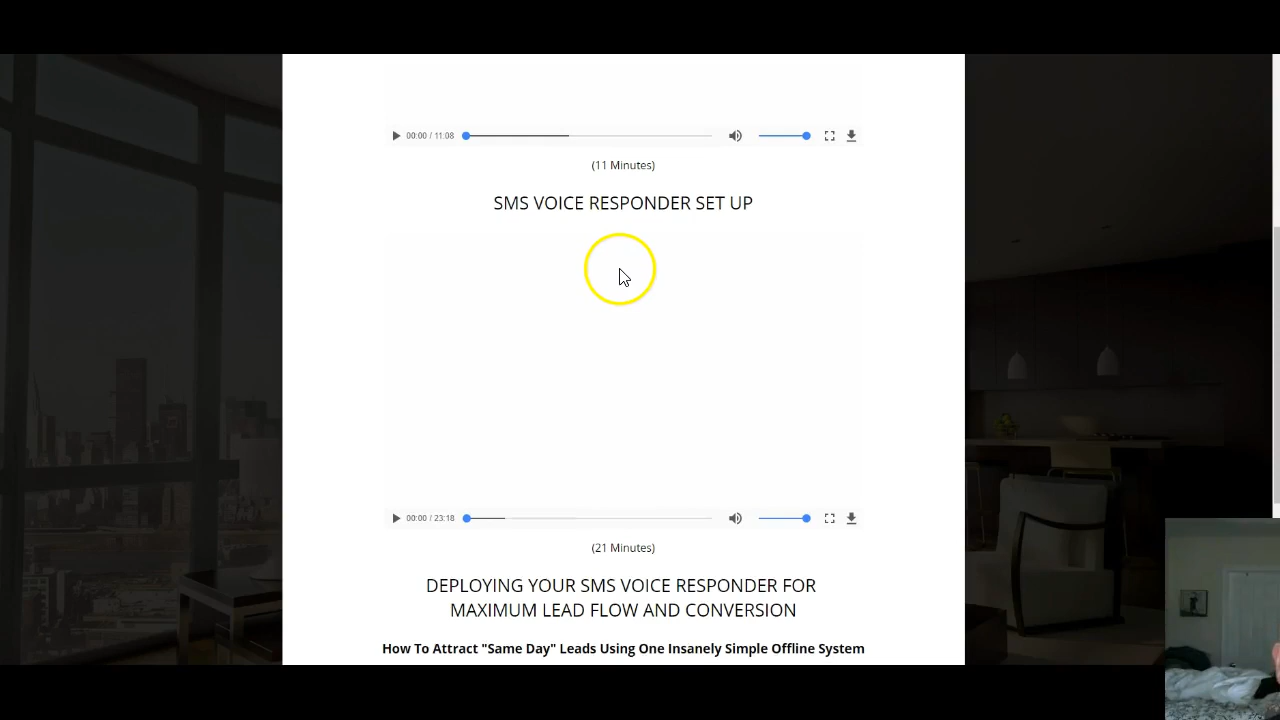 00:00 / 11:08
(11 Minutes)
SMS VOICE RESPONDER SET UP
00:00 / 23:18
(21 Minutes)
DEPLOYING YOUR SMS VOICE RESPONDER FOR
MAXIMUM LEAD FLOW AND CONVERSION
How To Attract "Same Day" Leads Using One Insanely Simple Offline System